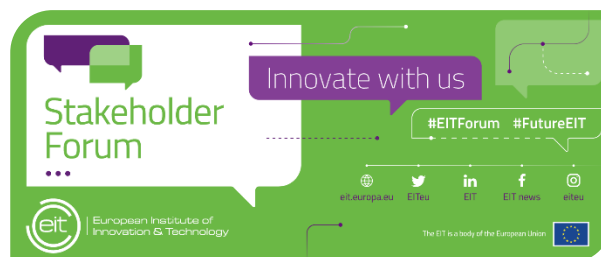 Stakeholder
Forum
Innovate with us
#EITForum #FutureEIT
eit.europa.eu EITeu EIT EIT news eiteu
eit
European Institute of
Innovation & Technology
The EIT is a body of the European Union